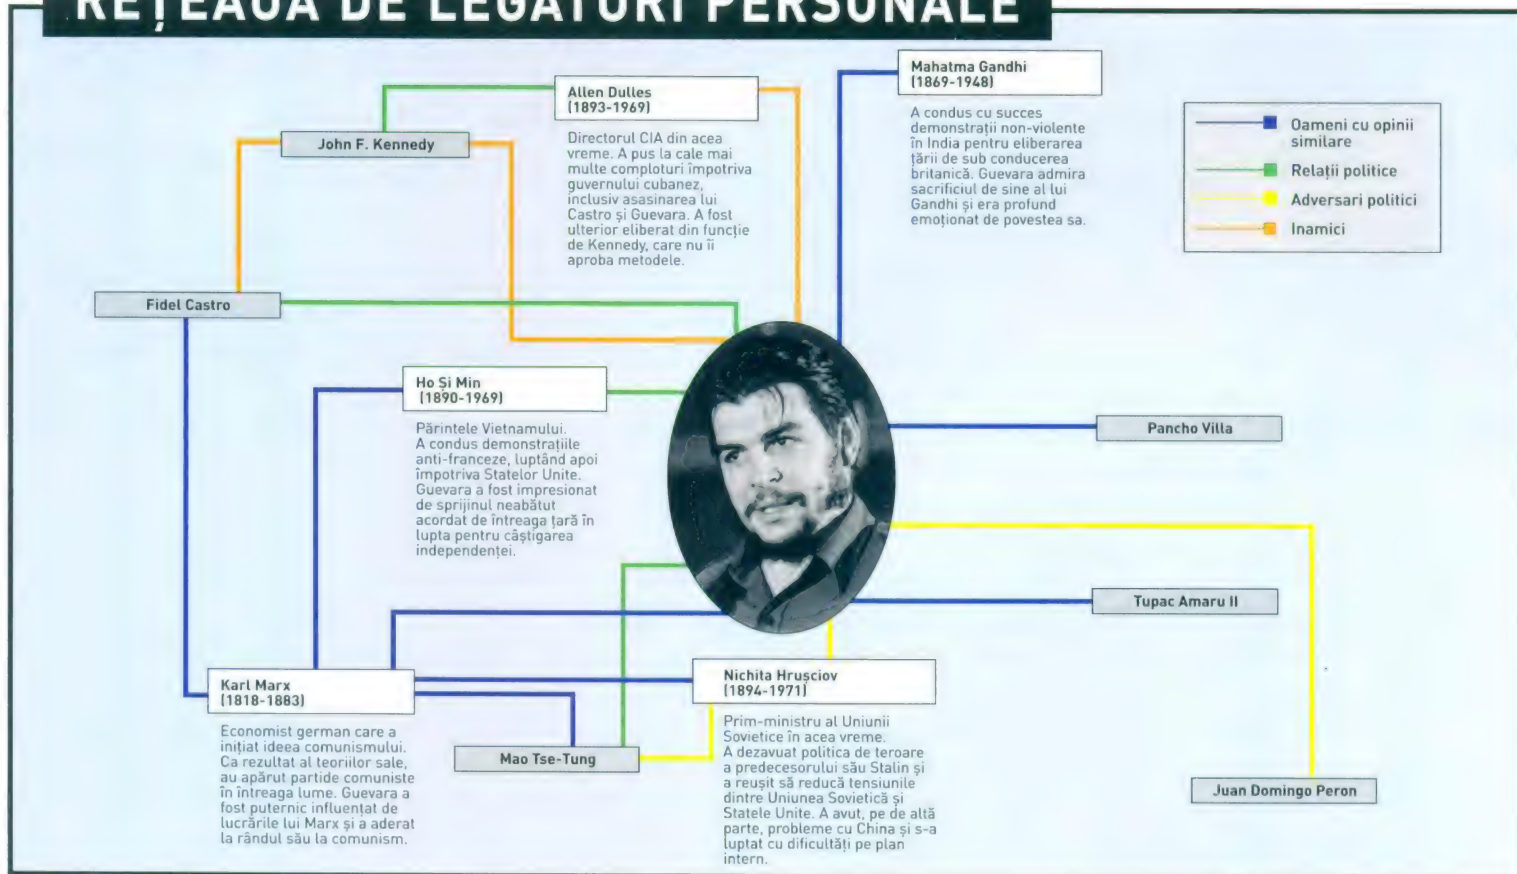 REȚEAUA DE LEGĂTURI PERSONALE
Allen Dulles
(1893-1969)
Directorul CIA din acea
vreme. A pus la cale mai
multe comploturi împotriva
guvernului cubanez,
inclusiv asasinarea lui
Castro și Guevara. A fost
ulterior eliberat din funcție
de Kennedy, care nu îi
aproba metodele.
Mahatma Gandhi
(1869-1948)
A condus cu succes
demonstrații non-violente
în India pentru eliberarea
țării de sub conducerea
britanică. Guevara admira
sacrificiul de sine al lui
Gandhi și era profund
emoționat de povestea sa.
Oameni cu opinii
similare
Relații politice
Adversari politici
Inamici
John F. Kennedy
Fidel Castro
Ho Și Min
(1890-1969)
Părintele Vietnamului.
A condus demonstrațiile
anti-franceze, luptând apoi
împotriva Statelor Unite.
Guevara a fost impresionat
de sprijinul neabătut
acordat de întreaga țară în
lupta pentru câștigarea
independenței.
Pancho Villa
Tupac Amaru II
Karl Marx
(1818-1883)
Economist german care a
inițiat ideea comunismului.
Ca rezultat al teoriilor sale,
au apărut partide comuniste
în întreaga lume. Guevara a
fost puternic influențat de
lucrările lui Marx și a aderat
la rândul său la comunism.
Mao Tse-Tung
Nichita Hrușciov
(1894-1971)
Prim-ministru al Uniunii
Sovietice în acea vreme.
A dezavuat politica de teroare
a predecesorului său Stalin și
a reușit să reducă tensiunile
dintre Uniunea Sovietică și
Statele Unite. A avut, pe de altă
parte, probleme cu China și s-a
luptat cu dificultăți pe plan
intern.
Juan Domingo Peron